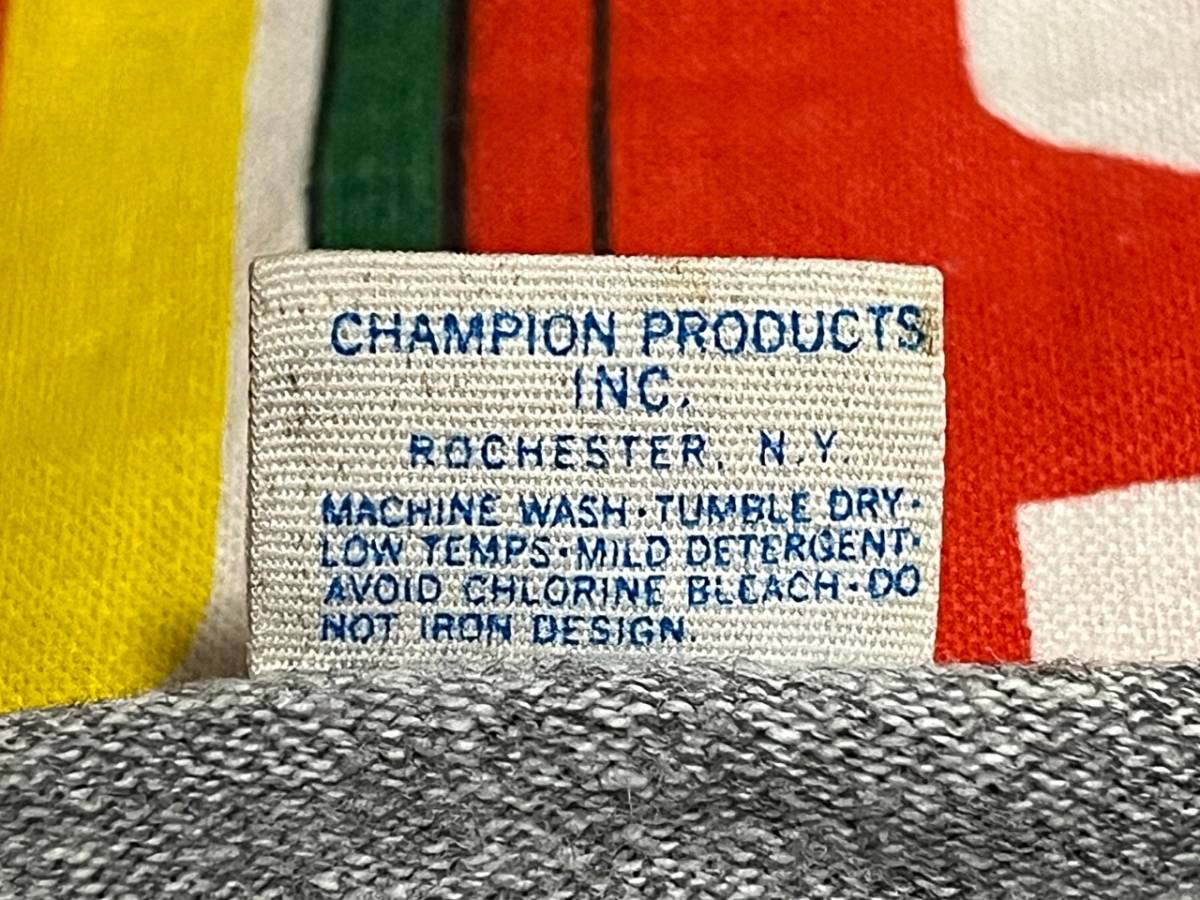 CHAMPION PRODUCTS
INC.
ROCHESTER, N.Y.
MACHINE WASH·TUMBLE DRY·
LOW TEMPS·MILD DETERGENT·
AVOID CHLORINE BLEACH·DO
NOT IRON DESIGN.